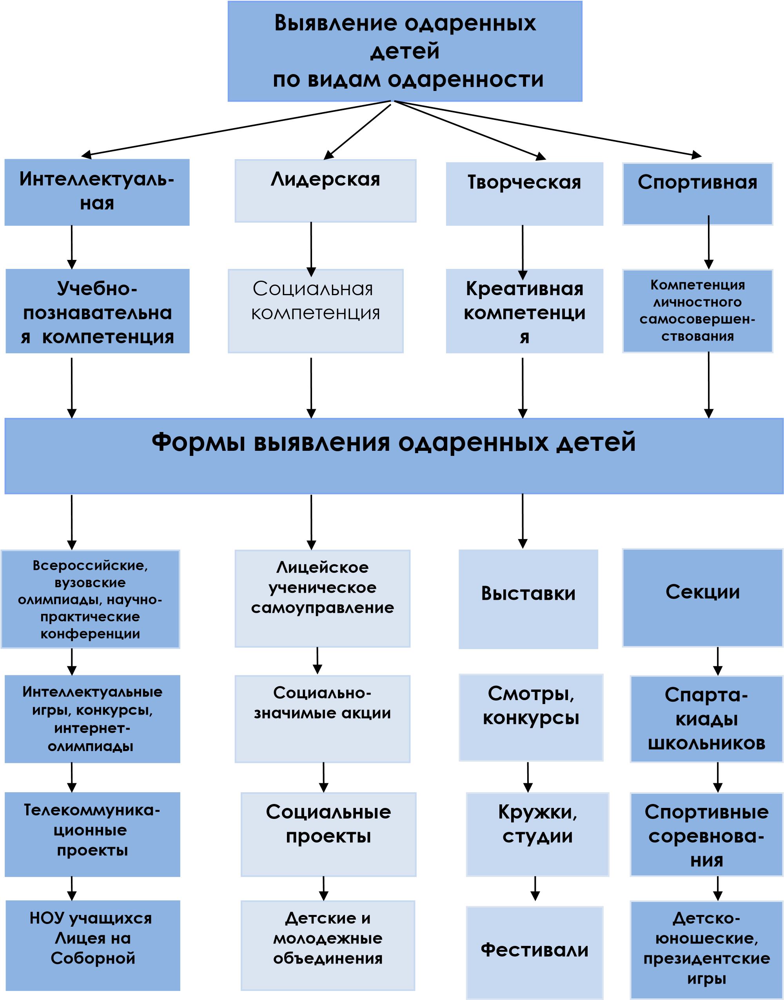 Выявление одаренных
детей
по видам одаренности
Интеллектуаль-
ная
Лидерская
Творческая
Спортивная
Учебно-
познавательна
я компетенция
Социальная
компетенция
Креативная
компетенци
я
Компетенция
личностного
самосовершен-
ствования
Формы выявления одаренных детей
Всероссийские,
вузовские
олимпиады, научно-
практические
конференции
Лицейское
ученическое
самоуправление
Выставки
Секции
Интеллектуальные
игры, конкурсы,
интернет-
олимпиады
Социально-
значимые акции
Смотры,
конкурсы
Спарта-
киады
школьников
Телекоммуника-
ционные
проекты
Социальные
проекты
Кружки,
студии
Спортивные
соревнова-
ния
НОУ учащихся
Лицея на
Соборной
Детские и
молодежные
объединения
Фестивали
Детско-
юношеские,
президентские
игры